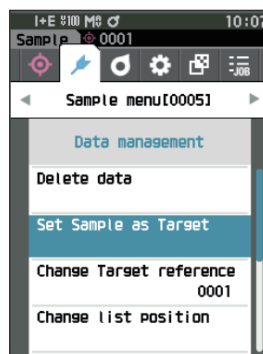 I+E 10:07
Sample 0001
-JOB
Sample menu[0005]
Data management
Delete data
Set Sample as Target
Change Target reference
0001
Change list position